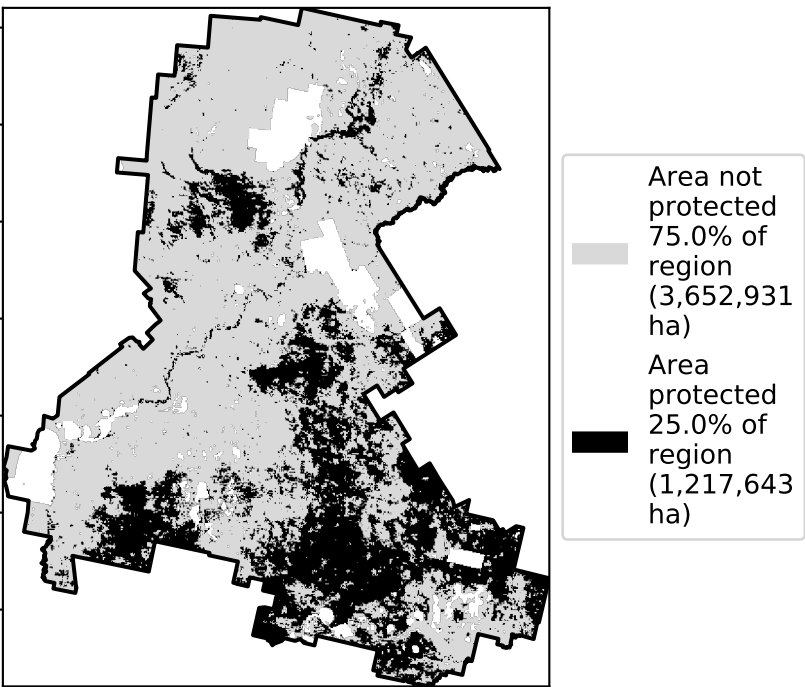 Area not
protected
75.0% of
region
(3,652,931
ha)
Area
protected
25.0% of
region
(1,217,643
ha)